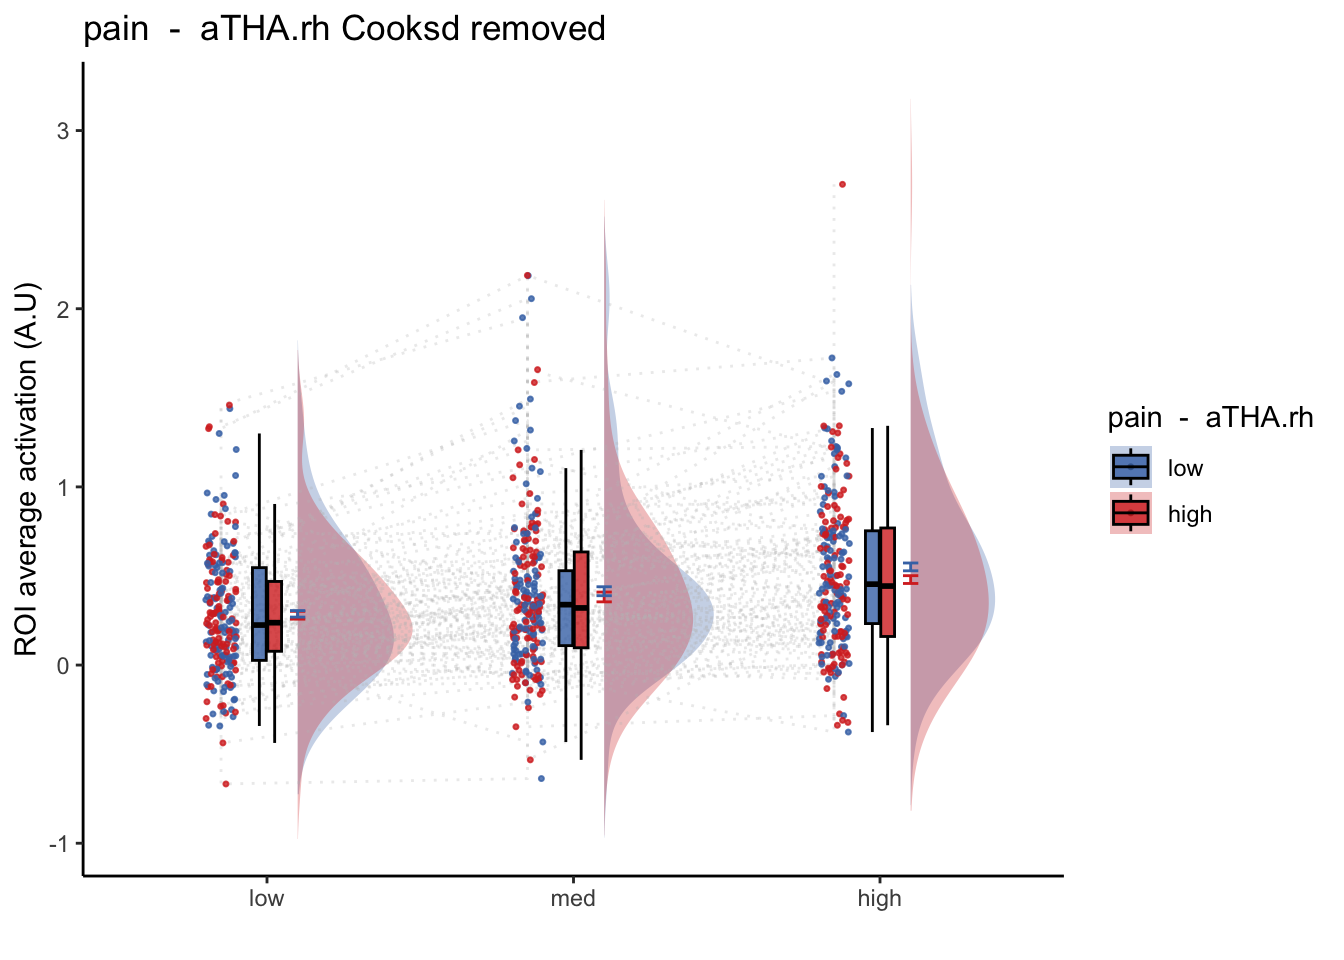 pain  -  aTHA.rh Cooksd removed
ROI average activation (A.U)
3
2
1
0
-1
low
med
high
pain  -  aTHA.rh
low
high